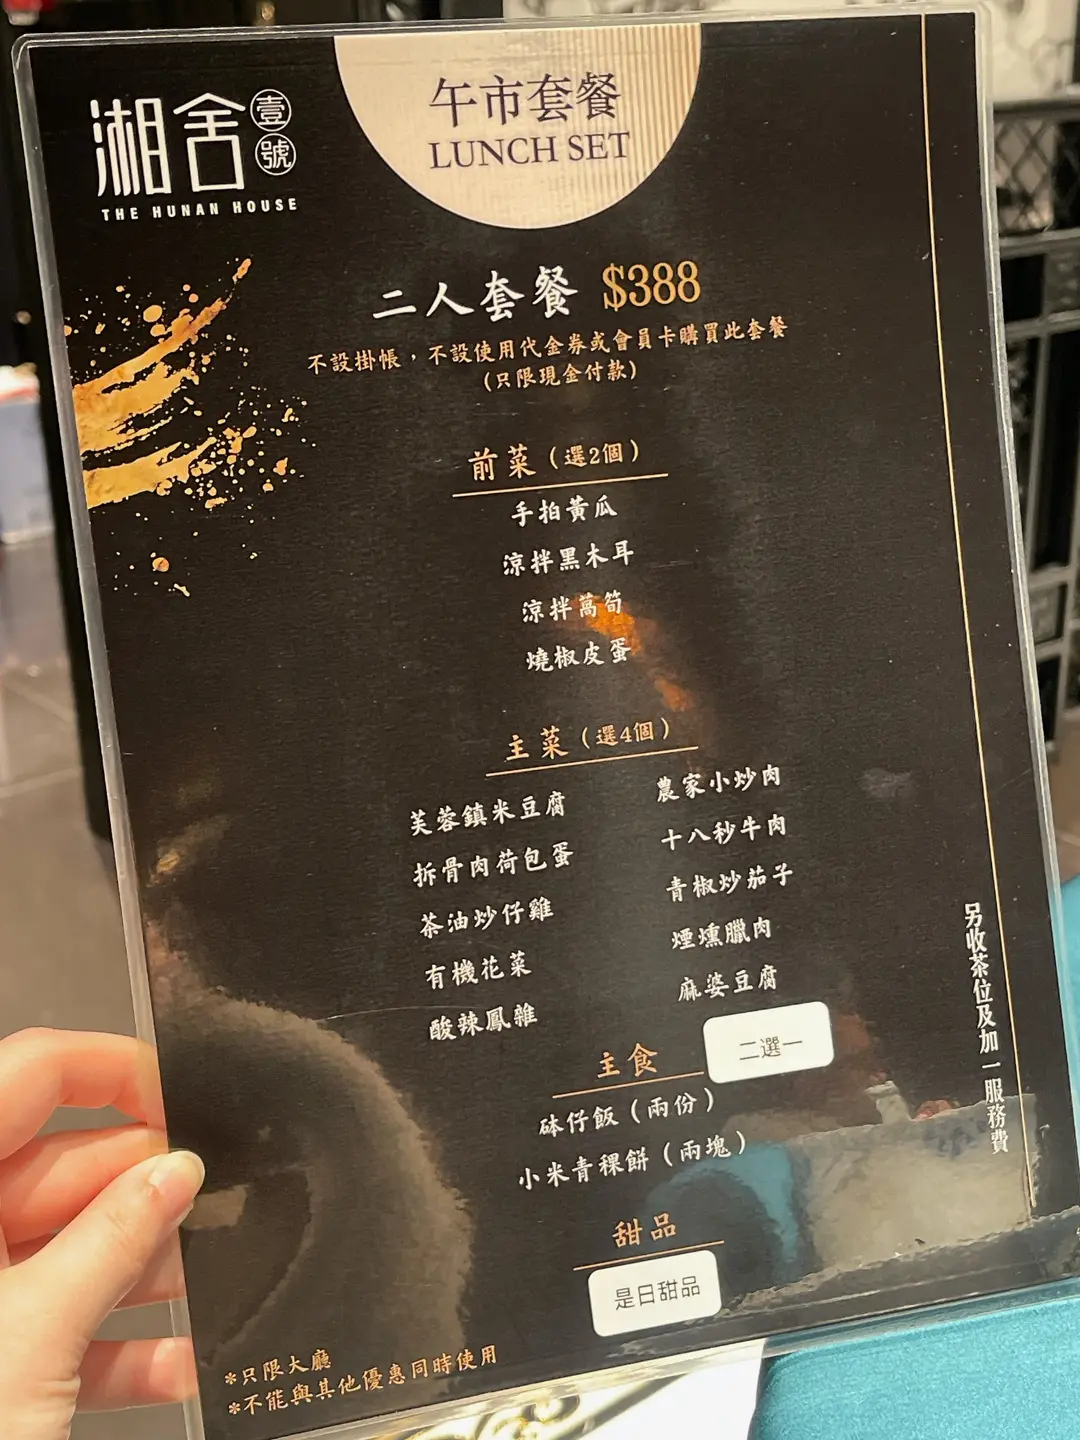 湘舍壹號
THE HUNAN HOUSE
午市套餐
LUNCH SET
二人套餐 $388
不設掛帳，不設使用代金券或會員卡購買此套餐
(只限現金付款)
前菜（選2個）
手拍黃瓜
涼拌黑木耳
涼拌萵筍
燒椒皮蛋
主菜（選4個）
芙蓉鎮米豆腐
拆骨肉荷包蛋
茶油炒仔雞
有機花菜
酸辣鳳雜
農家小炒肉
十八秒牛肉
青椒炒茄子
煙燻臘肉
麻婆豆腐
主食
二選一
砵仔飯（兩份）
小米青稞餅（兩塊）
甜品
是日甜品
另收茶位及加一服務費
*只限大廳
*不能與其他優惠同時使用